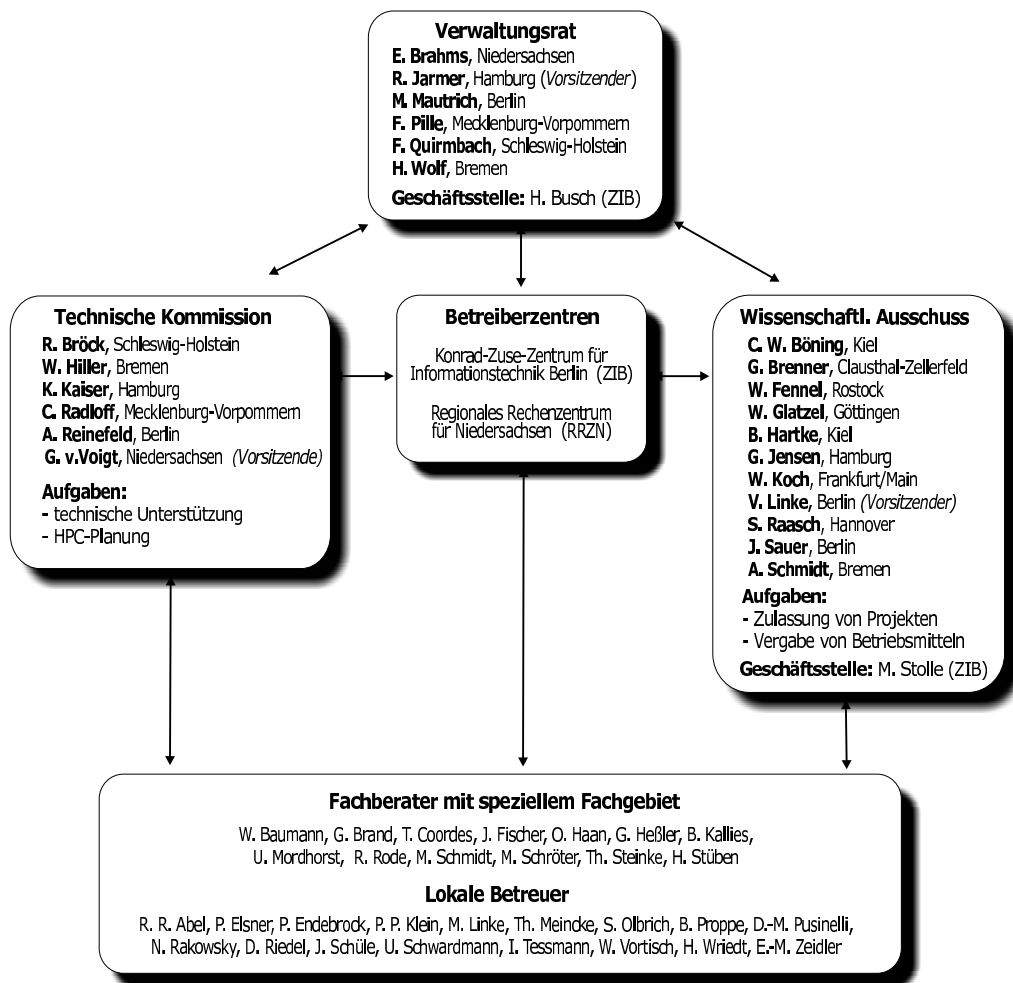 Verwaltungsrat
E. Brahms, Niedersachsen
R. Jarmer, Hamburg (Vorsitzender)
M. Mautrich, Berlin
F. Pille, Mecklenburg-Vorpommern
F. Quirmbach, Schleswig-Holstein
H. Wolf, Bremen
Geschäftsstelle: H. Busch (ZIB)
Technische Kommission
R. Bröck, Schleswig-Holstein
W. Hiller, Bremen
K. Kaiser, Hamburg
C. Radloff, Mecklenburg-Vorpommern
A. Reinefeld, Berlin
G. v.Voigt, Niedersachsen (Vorsitzende)
Aufgaben:
- technische Unterstützung
- HPC-Planung
Betreiberzentren
Konrad-Zuse-Zentrum für
Informationstechnik Berlin (ZIB)
Regionales Rechenzentrum
für Niedersachsen (RRZN)
Wissenschaftl. Ausschuss
C. W. Böning, Kiel
G. Brenner, Clausthal-Zellerfeld
W. Fennel, Rostock
W. Glatzel, Göttingen
B. Hartke, Kiel
G. Jensen, Hamburg
W. Koch, Frankfurt/Main
V. Linke, Berlin (Vorsitzender)
S. Raasch, Hannover
J. Sauer, Berlin
A. Schmidt, Bremen
Aufgaben:
- Zulassung von Projekten
- Vergabe von Betriebsmitteln
Geschäftsstelle: M. Stolle (ZIB)
Fachberater mit speziellem Fachgebiet
W. Baumann, G. Brand, T. Coordes, J. Fischer, O. Haan, G. Heßler, B. Kallies,
U. Mordhorst, R. Rode, M. Schmidt, M. Schröter, Th. Steinke, H. Stüben
Lokale Betreuer
R. R. Abel, P. Elsner, P. Endebrock, P. P. Klein, M. Linke, Th. Meincke, S. Olbrich, B. Proppe, D.-M. Pusinelli,
N. Rakowsky, D. Riedel, J. Schüle, U. Schwardmann, I. Tessmann, W. Vortisch, H. Wriedt, E.-M. Zeidler